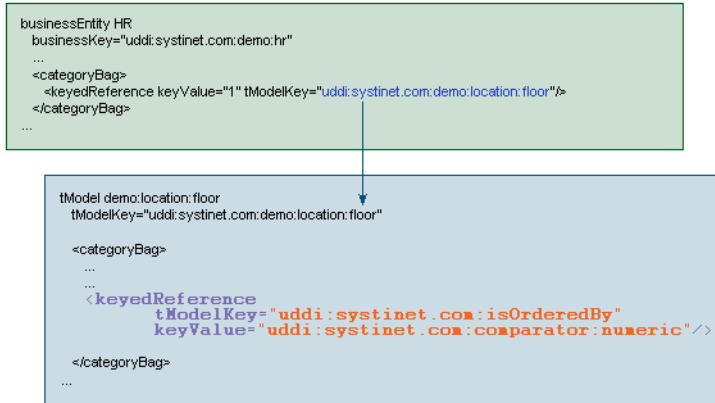 businessEntity HR
businessKey="uddi:systinet.com:demo:hr"
...
<categoryBag>
<keyedReference keyValue="1" tModelKey="uddi:systinet.com:demo:location:floor"/>
</categoryBag>
...
tModel demo:location:floor
tModelKey="uddi:systinet.com:demo:location:floor"
<categoryBag>
...
...
<keyedReference
tModelKey="uddi:systinet.com:isOrderedBy"
keyValue="uddi:systinet.com:comparator:numeric"/>
</categoryBag>
...